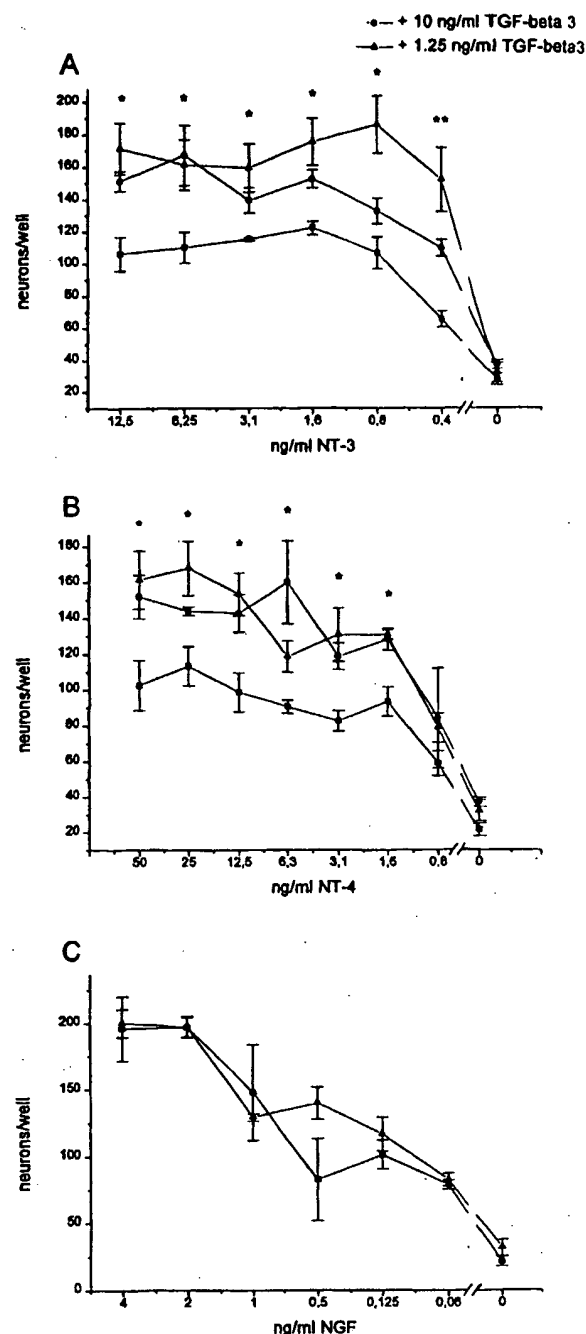 + 10 ng/ml TGF-beta 3
+ 1.25 ng/ml TGF-beta3
A
* * * * * **
200
180
160
140
120
100
80
60
40
20
neurons/well
12,5 6,25 3,1 1,6 0,8 0,4 0
ng/ml NT-3
B
* * * * * *
180
160
140
120
100
80
60
40
20
neurons/well
50 25 12,5 6,3 3,1 1,6 0,8 0
ng/ml NT-4
C
200
150
100
50
0
neurons/well
4 2 1 0,5 0,125 0,06 0
ng/ml NGF